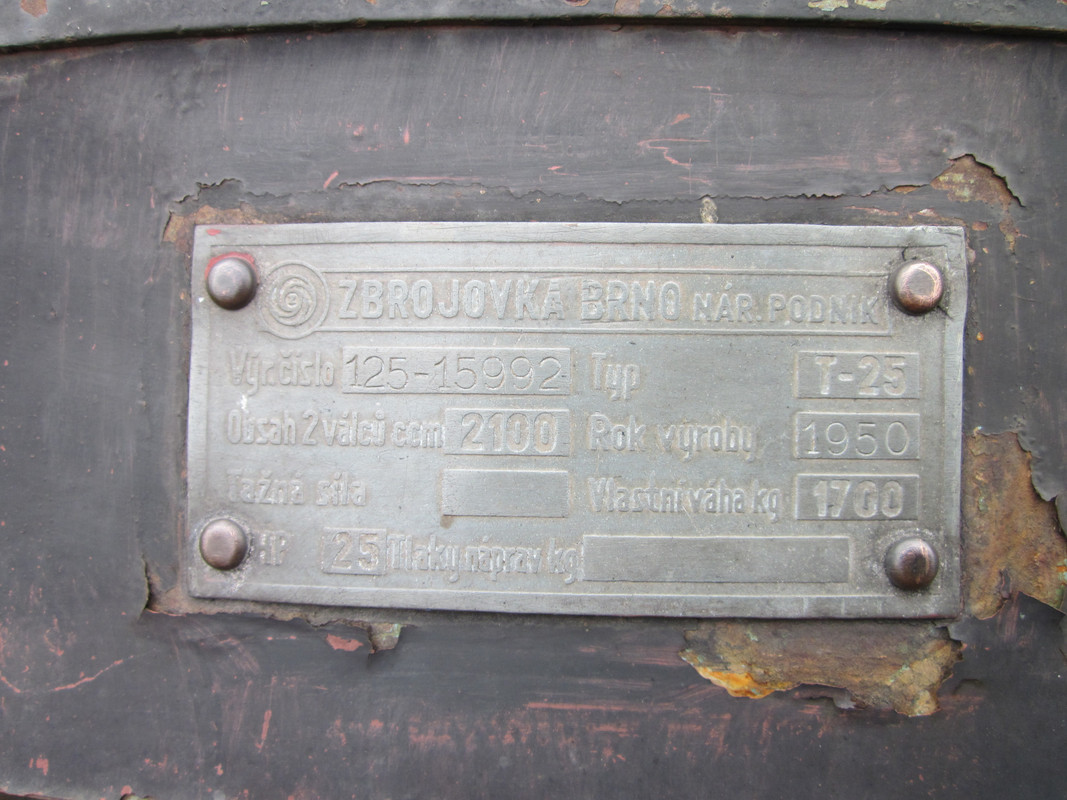 ZBROJOVKA BRNO NÁR. PODNIK
Výr. číslo 125-15992 Typ T-25
Obsah 2 válců ccm 2100 Rok výroby 1950
Tažná síla Vlastní váha kg 1700
HP 25 Tlaky náprav kg